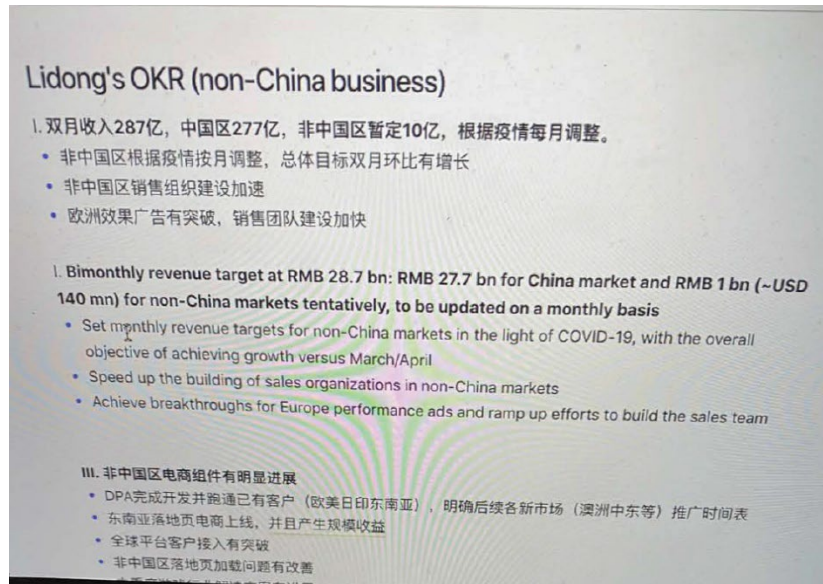 Lidong's OKR (non-China business)
I. 双月收入287亿，中国区277亿，非中国区暂定10亿，根据疫情每月调整。
• 非中国区根据疫情按月调整，总体目标双月环比有增长
• 非中国区销售组织建设加速
• 欧洲效果广告有突破，销售团队建设加快
I. Bimonthly revenue target at RMB 28.7 bn: RMB 27.7 bn for China market and RMB 1 bn (~USD
140 mn) for non-China markets tentatively, to be updated on a monthly basis
• Set monthly revenue targets for non-China markets in the light of COVID-19, with the overall
objective of achieving growth versus March/April
• Speed up the building of sales organizations in non-China markets
• Achieve breakthroughs for Europe performance ads and ramp up efforts to build the sales team
III. 非中国区电商组件有明显进展
• DPA完成开发并跑通已有客户（欧美日印东南亚），明确后续各新市场（澳洲中东等）推广时间表
• 东南亚落地页电商上线，并且产生规模收益
• 全球平台客户接入有突破
• 非中国区落地页加载问题有改善